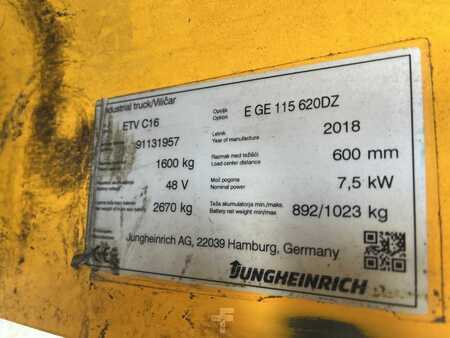 Industrial truck/Viličar
ETV C16
Opcija
Option
E GE 115 620DZ
91131957
Letnik
Year of manufacture
2018
1600 kg
Razmak med težišči
Load center distance
600 mm
48 V
Moč pogona
Nominal power
7,5 kW
2670 kg
Teža akumulatorja min./maks.
Battery net weight min/max
892/1023 kg
Jungheinrich AG, 22039 Hamburg, Germany
JUNGHEINRICH